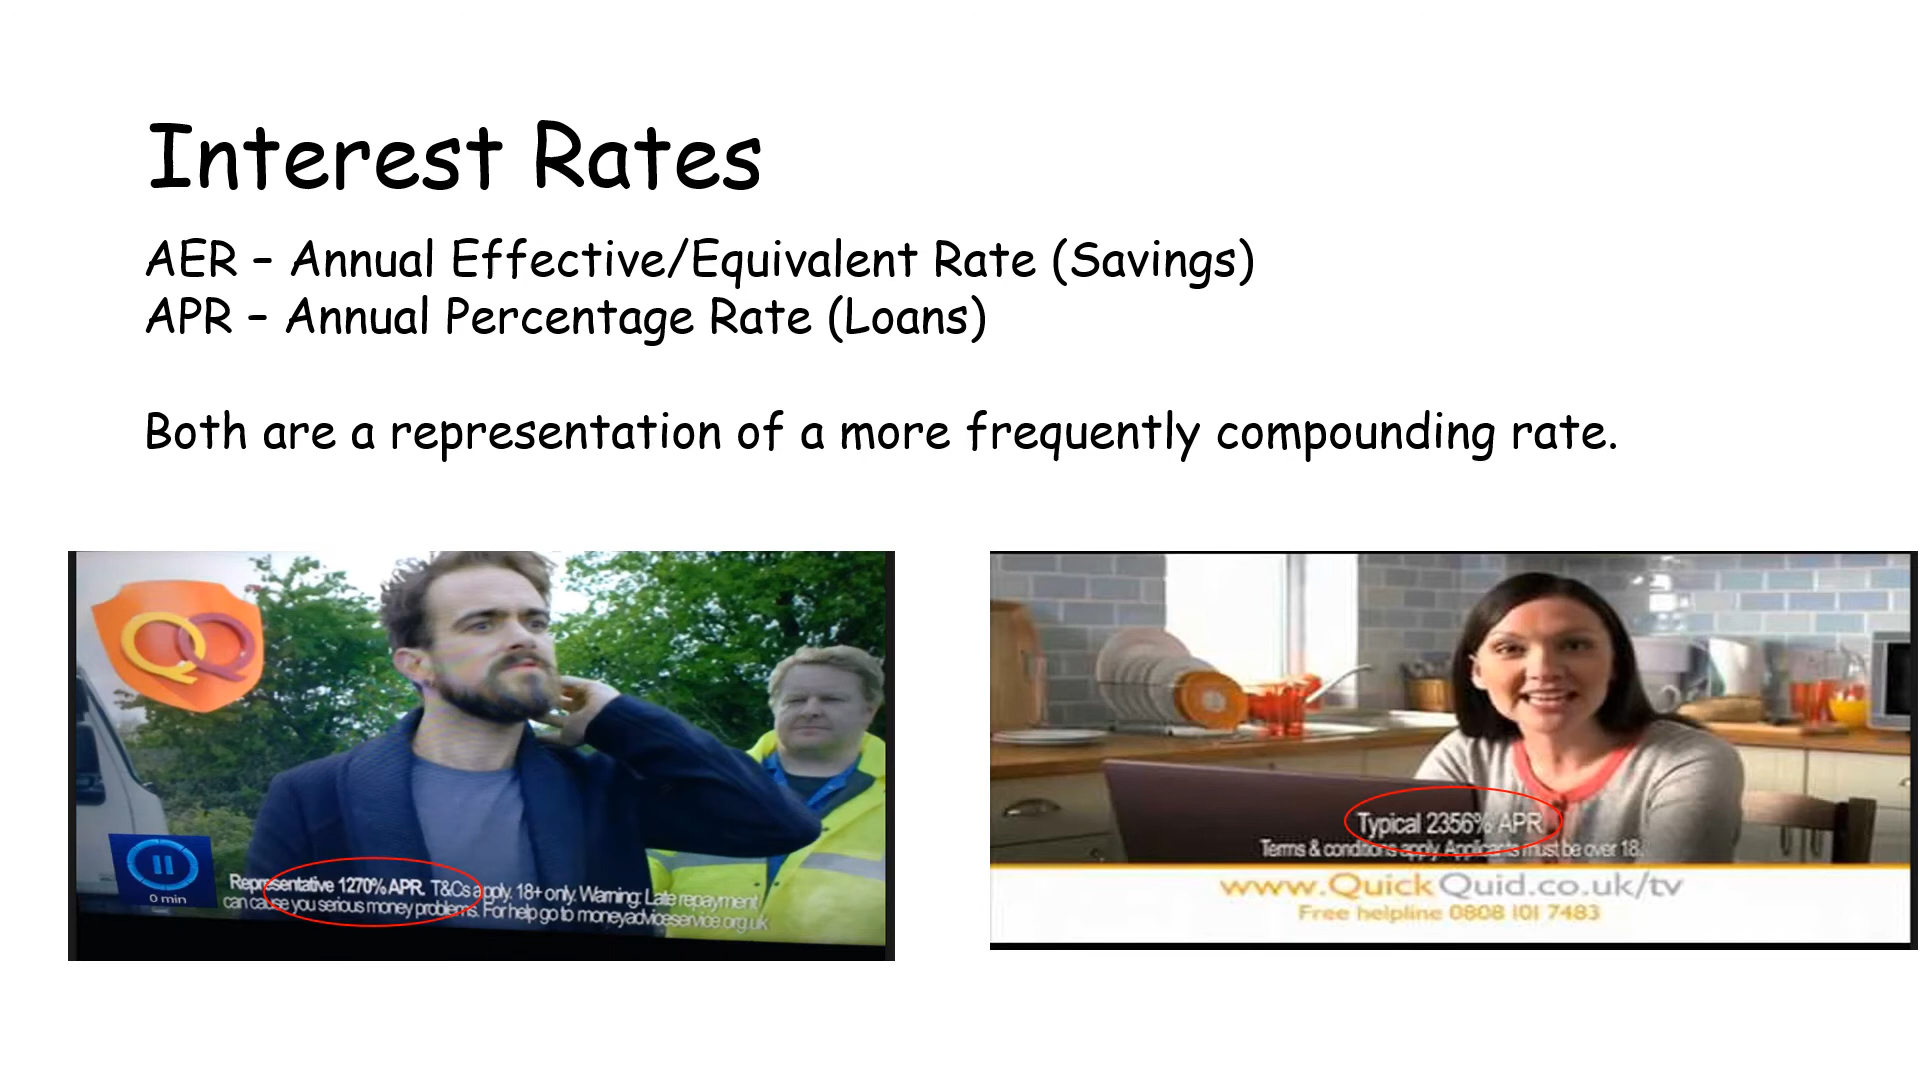 Interest Rates
AER – Annual Effective/Equivalent Rate (Savings)
APR – Annual Percentage Rate (Loans)
Both are a representation of a more frequently compounding rate.
QQ
0 min
Representative 1270% APR. T&Cs apply. 18+ only. Warning: Late repayment
can cause you serious money problems. For help go to moneyadviceservice.org.uk
Typical 2356% APR
Terms & conditions apply. Applicants must be over 18.
www.QuickQuid.co.uk/tv
Free helpline 0808 101 7483